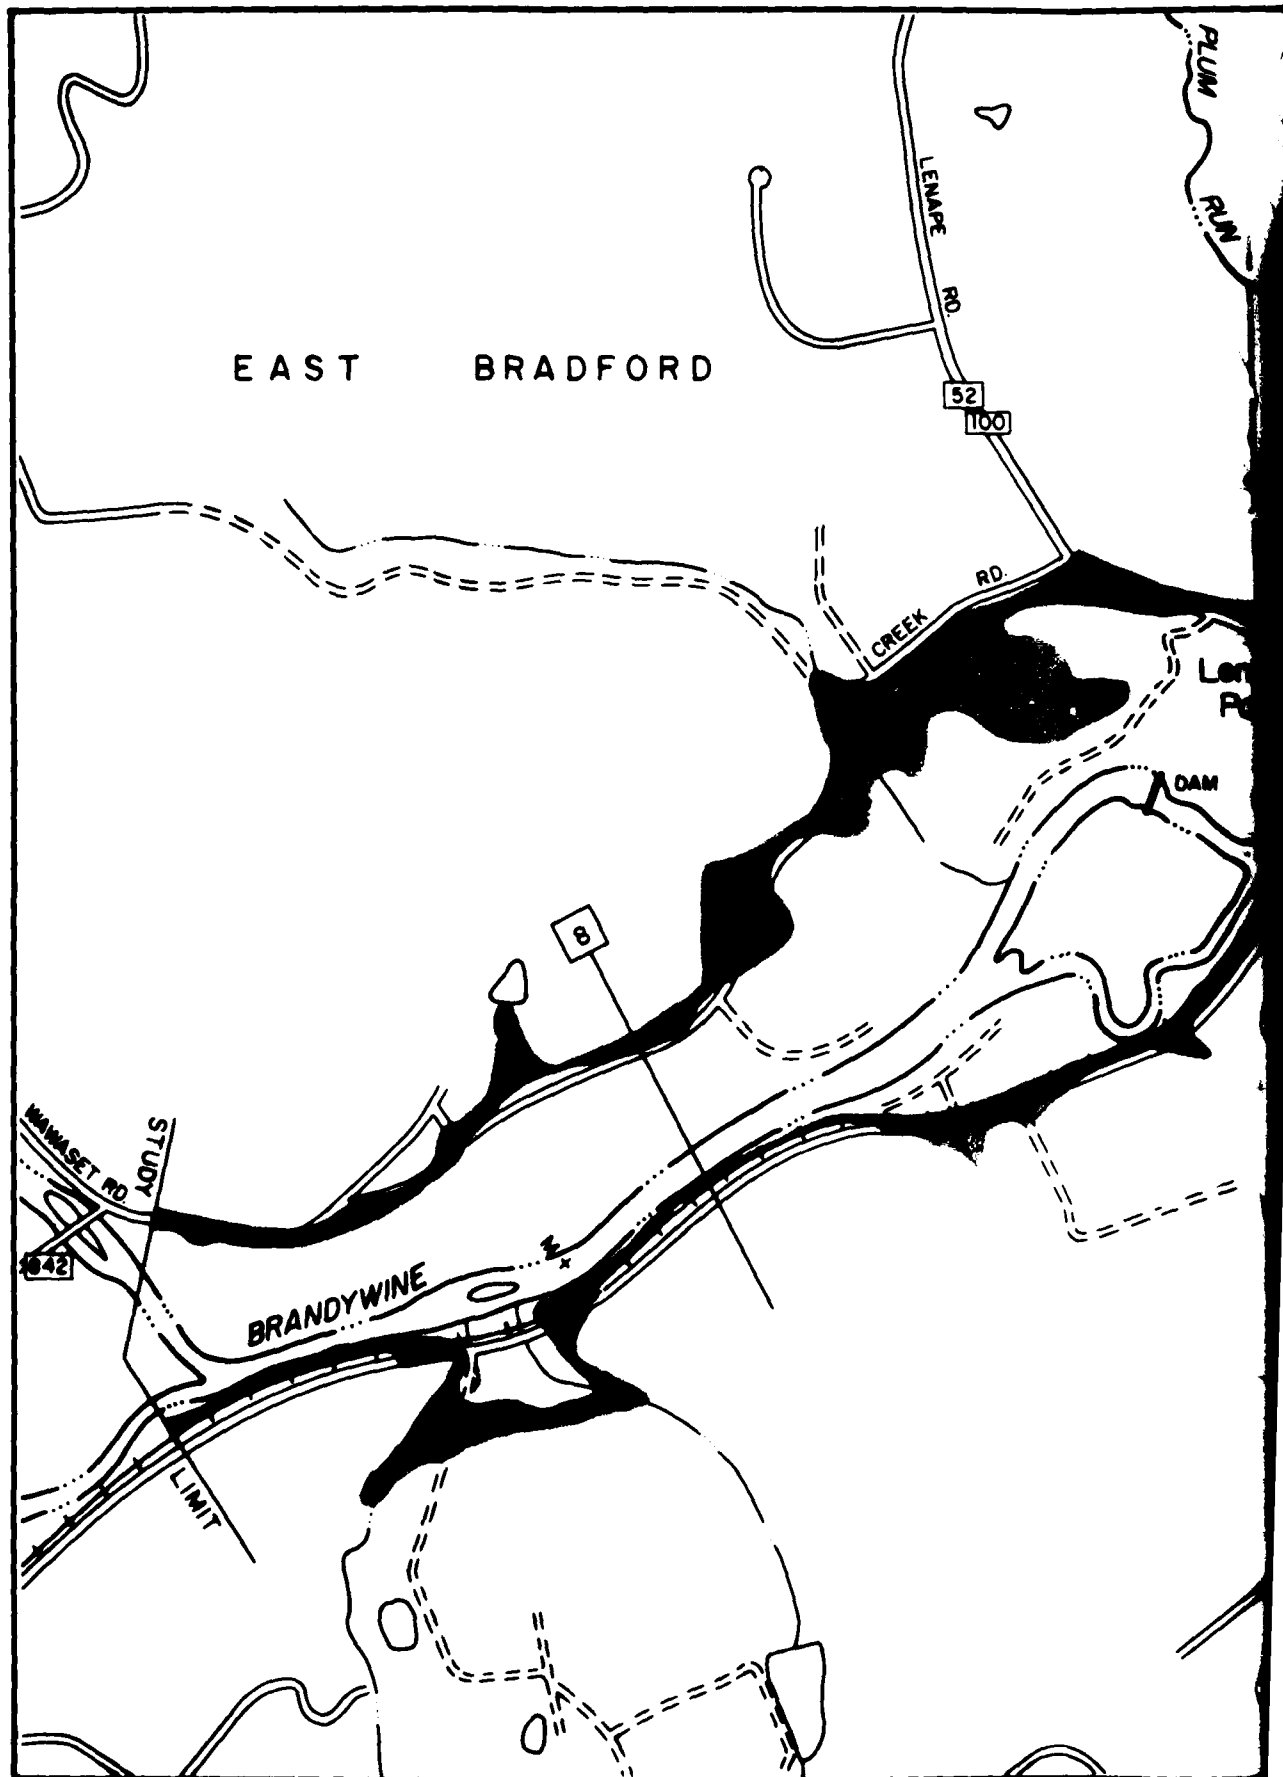 PLUM
RUN
LENAPE RD.
EAST BRADFORD
52
100
CREEK RD.
DAM
8
WAWASET RD.
STUDY
LIMIT
842
BRANDYWINE